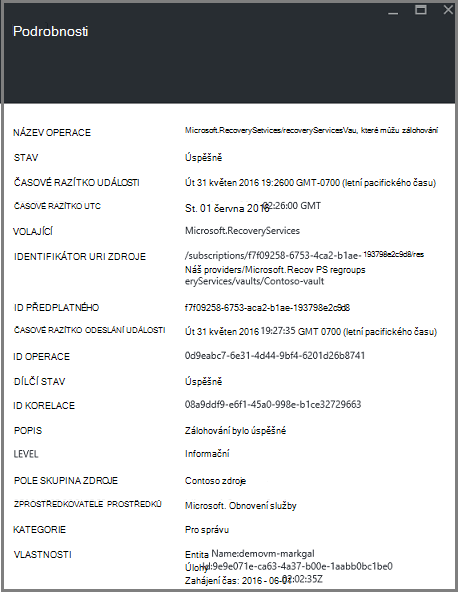 Podrobnosti
NÁZEV OPERACE Microsoft.RecoverySetvices/recoveryServicesVau, které můžu zálohování
STAV Úspěšně
ČASOVÉ RAZÍTKO UDÁLOSTI Út 31 květen 2016 19:2600 GMT-0700 (letní pacifického času)
ČASOVÉ RAZÍTKO UTC St. 01 června 2016 02:26:00 GMT
VOLAJÍCÍ Microsoft.RecoveryServices
IDENTIFIKÁTOR URI ZDROJE /subscriptions/f7f09258-6753-4ca2-b1ae-193798e2c9d8/res
Náš providers/Microsoft.Recov PS regroups
eryServices/vaults/Contoso-vault
ID PŘEDPLATNÉHO f7f09258-6753-aca2-b1ae-193798e2c9d8
ČASOVÉ RAZÍTKO ODESLÁNÍ UDÁLOSTI Út 31 květen 2016 19:27:35 GMT 0700 (letní pacifického času)
ID OPERACE 0d9eabc7-6e31-4d44-9bf4-6201d26b8741
DÍLČÍ STAV Úspěšně
ID KORELACE 08a9ddf9-e6f1-45a0-998e-b1ce32729663
POPIS Zálohování bylo úspěšné
LEVEL Informační
POLE SKUPINA ZDROJE Contoso zdroje
ZPROSTŘEDKOVATELE PROSTŘEDKŮ Microsoft. Obnovení služby
KATEGORIE Pro správu
VLASTNOSTI Entita Name:demovm-markgal
Úlohy Id:9e9e071e-ca63-4a37-b00e-1aabb0bc1be0
Zahájení čas: 2016 - 06-01 02:02:35Z